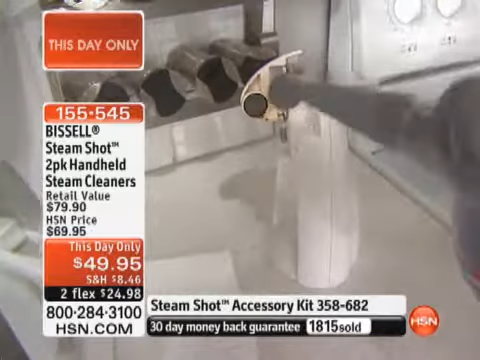 HSN
THIS DAY ONLY
155·545
BISSELL®
Steam Shot™
2pk Handheld
Steam Cleaners
Retail Value
$79.90
HSN Price
$69.95
This Day Only
$49.95
S&H $8.46
2 flex $24.98
800·284·3100
HSN.COM
Steam Shot™ Accessory Kit 358-682
30 day money back guarantee 1815sold
HSN